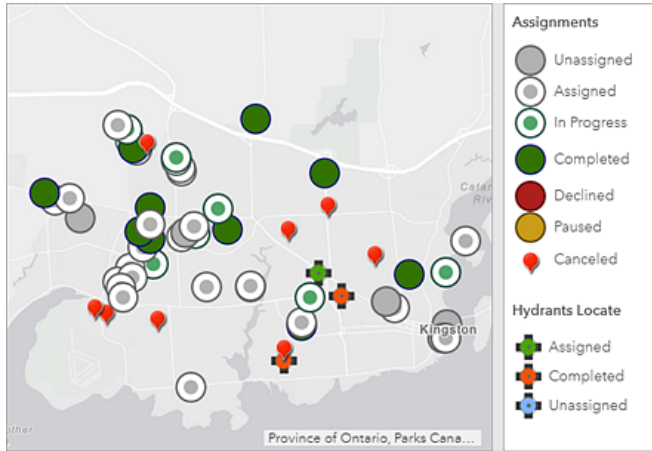 Assignments
Unassigned
Assigned
In Progress
Completed
Declined
Paused
Canceled
Hydrants Locate
Assigned
Completed
Unassigned
Kingston
Province of Ontario, Parks Cana...